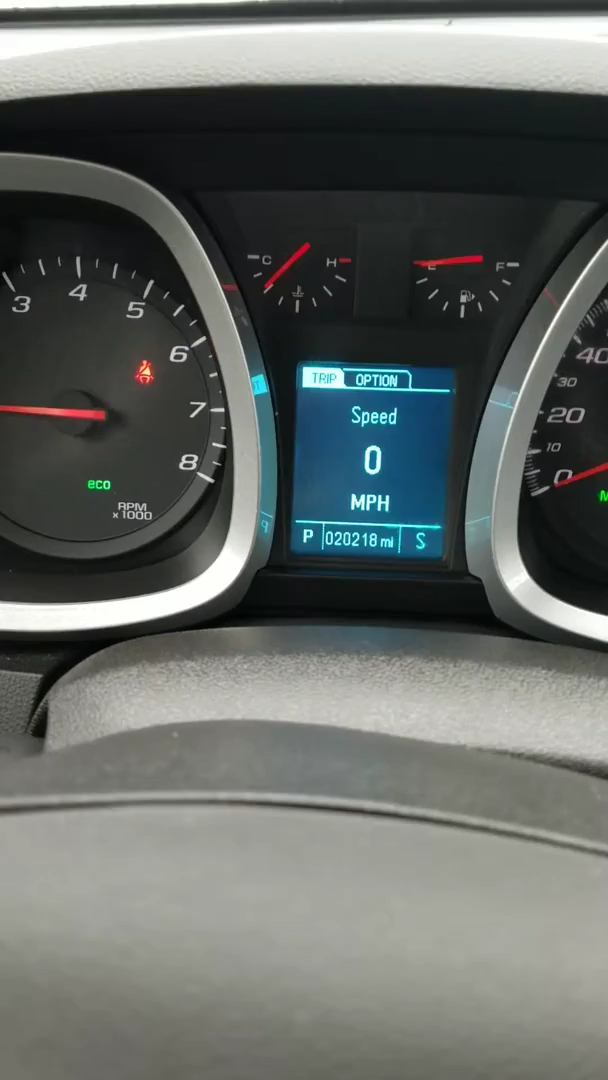 C H
E F
3 4 5 6 7 8
eco
RPM
x 1000
TRIP OPTION
Speed
0
MPH
P 020218 mi S
40
30
20
10
0